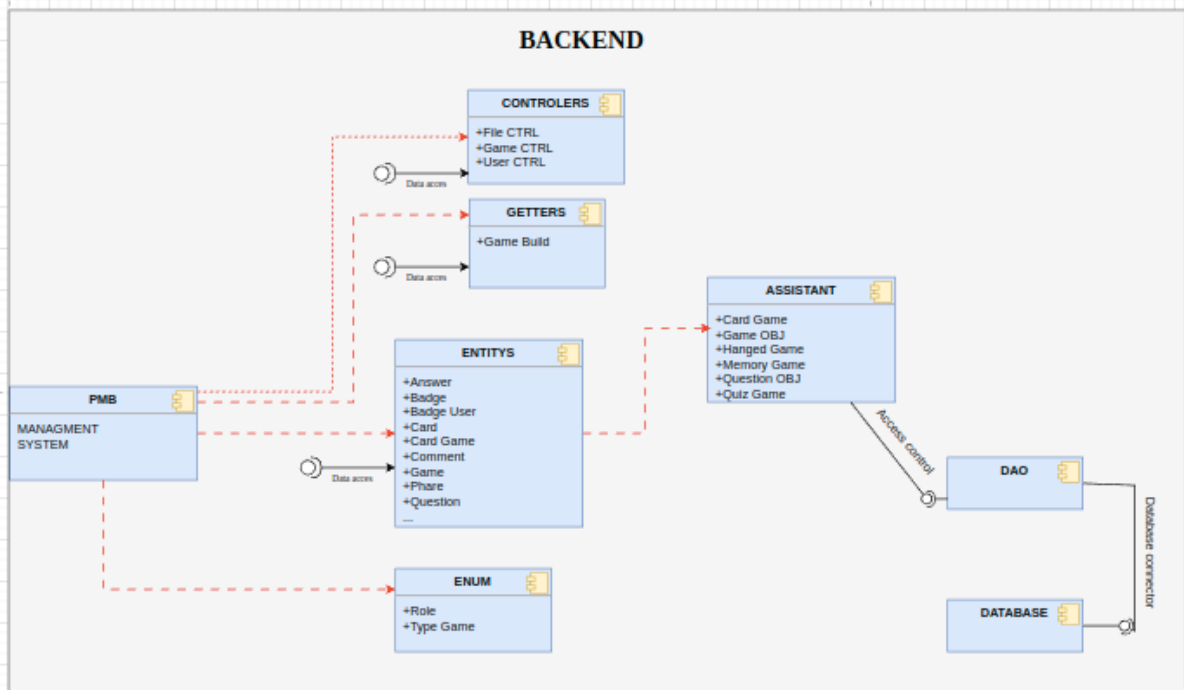 BACKEND
CONTROLERS
+File CTRL
+Game CTRL
+User CTRL
Data acces
GETTERS
+Game Build
Data acces
ASSISTANT
+Card Game
+Game OBJ
+Hanged Game
+Memory Game
+Question OBJ
+Quiz Game
ENTITYS
+Answer
+Badge
+Badge User
+Card
+Card Game
+Comment
+Game
+Phare
+Question
...
Data acces
PMB
MANAGMENT
SYSTEM
Access control
DAO
Database connector
ENUM
+Role
+Type Game
DATABASE